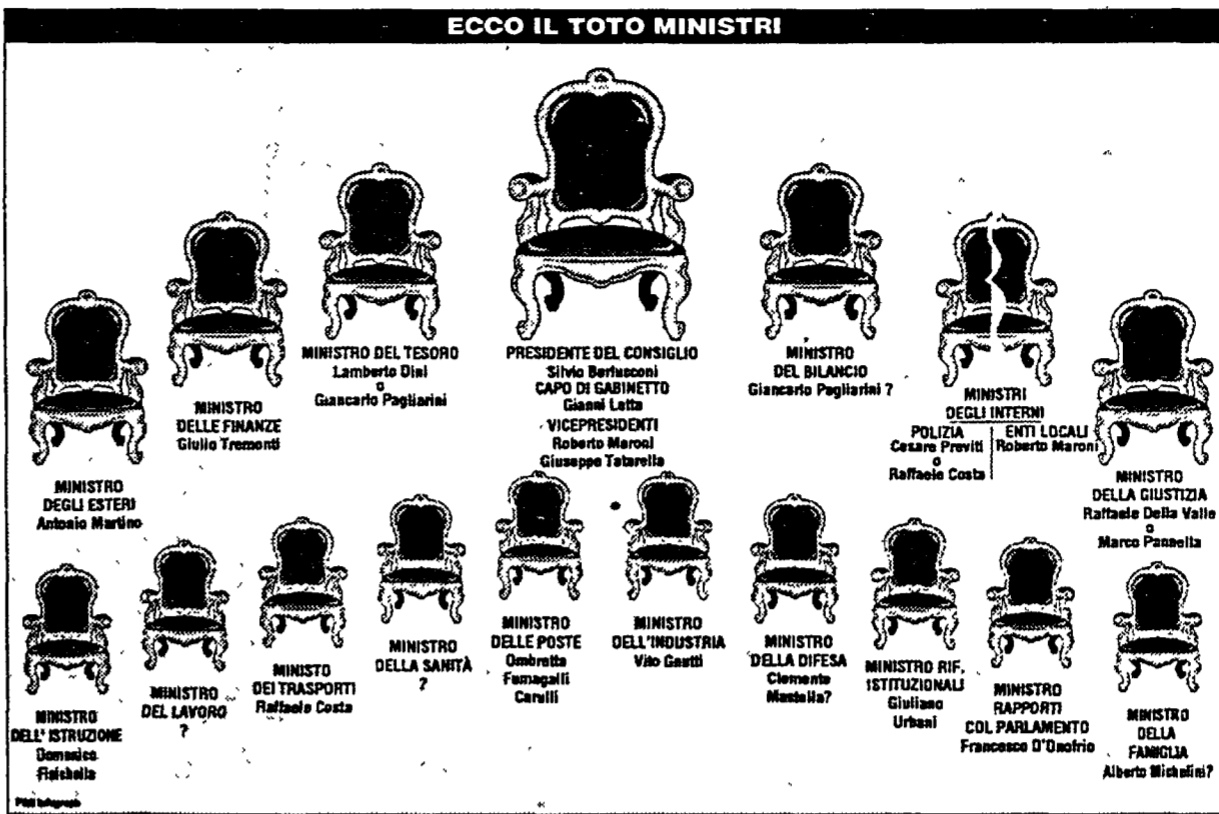 ECCO IL TOTO MINISTRI
MINISTRO DEL TESORO
Lamberto Dini
o
Giancarlo Pagliarini
PRESIDENTE DEL CONSIGLIO
Silvio Berlusconi
CAPO DI GABINETTO
Gianni Letta
VICEPRESIDENTI
Roberto Maroni
Giuseppe Tatarella
MINISTRO
DEL BILANCIO
Giancarlo Pagliarini ?
MINISTRO
DELLE FINANZE
Giulio Tremonti
MINISTRI
DEGLI INTERNI
POLIZIA
Cesare Previti
o
Raffaele Costa
ENTI LOCALI
Roberto Maroni
MINISTRO
DEGLI ESTERI
Antonio Martino
MINISTRO
DELLA GIUSTIZIA
Raffaele Della Valle
o
Marco Pannella
MINISTRO
DELL' ISTRUZIONE
Domenico
Fisichella
MINISTRO
DEL LAVORO
?
MINISTO
DEI TRASPORTI
Raffaele Costa
MINISTRO
DELLA SANITÀ
?
MINISTRO
DELLE POSTE
Ombretta
Fumagalli
Carulli
MINISTRO
DELL'INDUSTRIA
Vito Gnutti
MINISTRO
DELLA DIFESA
Clemente
Mastella?
MINISTRO RIF.
ISTITUZIONALI
Giuliano
Urbani
MINISTRO
RAPPORTI
COL PARLAMENTO
Francesco D'Onofrio
MINISTRO
DELLA
FAMIGLIA
Alberto Michelini?
P&G Infograph